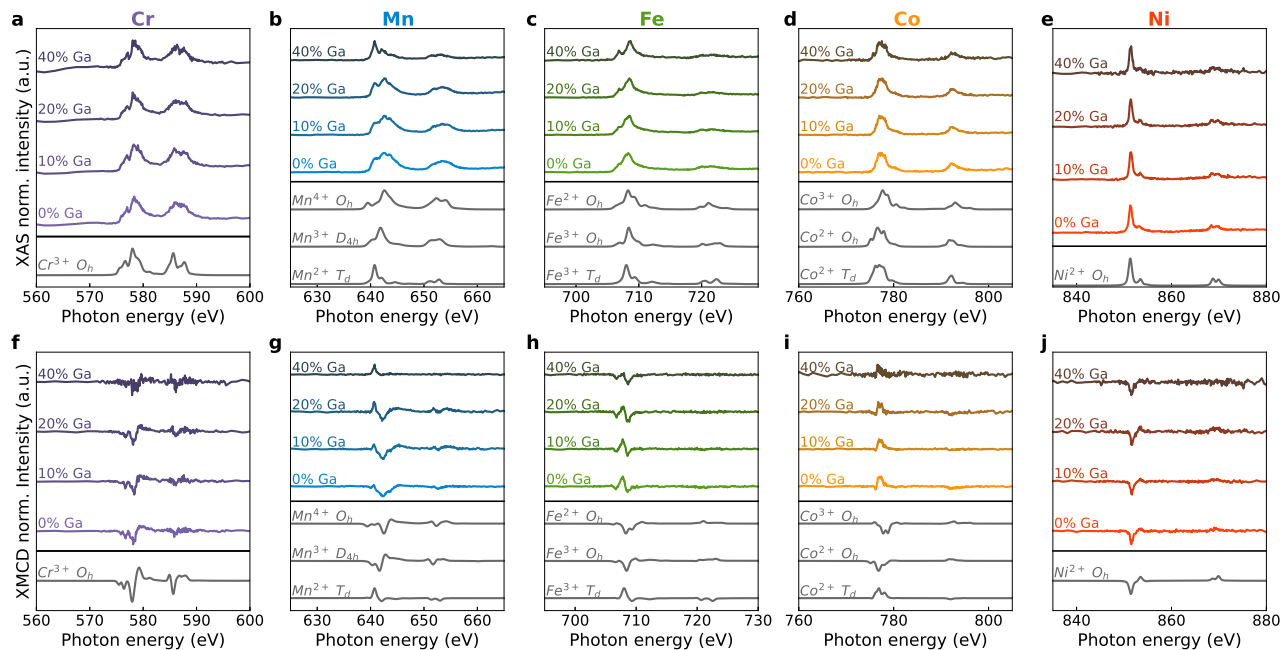 a Cr b Mn c Fe d Co e Ni
XAS norm. intensity (a.u.)
40% Ga
20% Ga
10% Ga
0% Ga
Cr³⁺ Oₕ
560 570 580 590 600
Photon energy (eV)
40% Ga
20% Ga
10% Ga
0% Ga
Mn⁴⁺ Oₕ
Mn³⁺ D₄ₕ
Mn²⁺ T_d
630 640 650 660
Photon energy (eV)
40% Ga
20% Ga
10% Ga
0% Ga
Fe²⁺ Oₕ
Fe³⁺ Oₕ
Fe³⁺ T_d
700 710 720
Photon energy (eV)
40% Ga
20% Ga
10% Ga
0% Ga
Co³⁺ Oₕ
Co²⁺ Oₕ
Co²⁺ T_d
760 780 800
Photon energy (eV)
40% Ga
20% Ga
10% Ga
0% Ga
Ni²⁺ Oₕ
840 860 880
Photon energy (eV)
f g h i j
XMCD norm. Intensity (a.u.)
40% Ga
20% Ga
10% Ga
0% Ga
Cr³⁺ Oₕ
560 570 580 590 600
Photon energy (eV)
40% Ga
20% Ga
10% Ga
0% Ga
Mn⁴⁺ Oₕ
Mn³⁺ D₄ₕ
Mn²⁺ T_d
630 640 650 660
Photon energy (eV)
40% Ga
20% Ga
10% Ga
0% Ga
Fe²⁺ Oₕ
Fe³⁺ Oₕ
Fe³⁺ T_d
700 710 720 730
Photon energy (eV)
40% Ga
20% Ga
10% Ga
0% Ga
Co³⁺ Oₕ
Co²⁺ Oₕ
Co²⁺ T_d
760 780 800
Photon energy (eV)
40% Ga
20% Ga
10% Ga
0% Ga
Ni²⁺ Oₕ
840 860 880
Photon energy (eV)